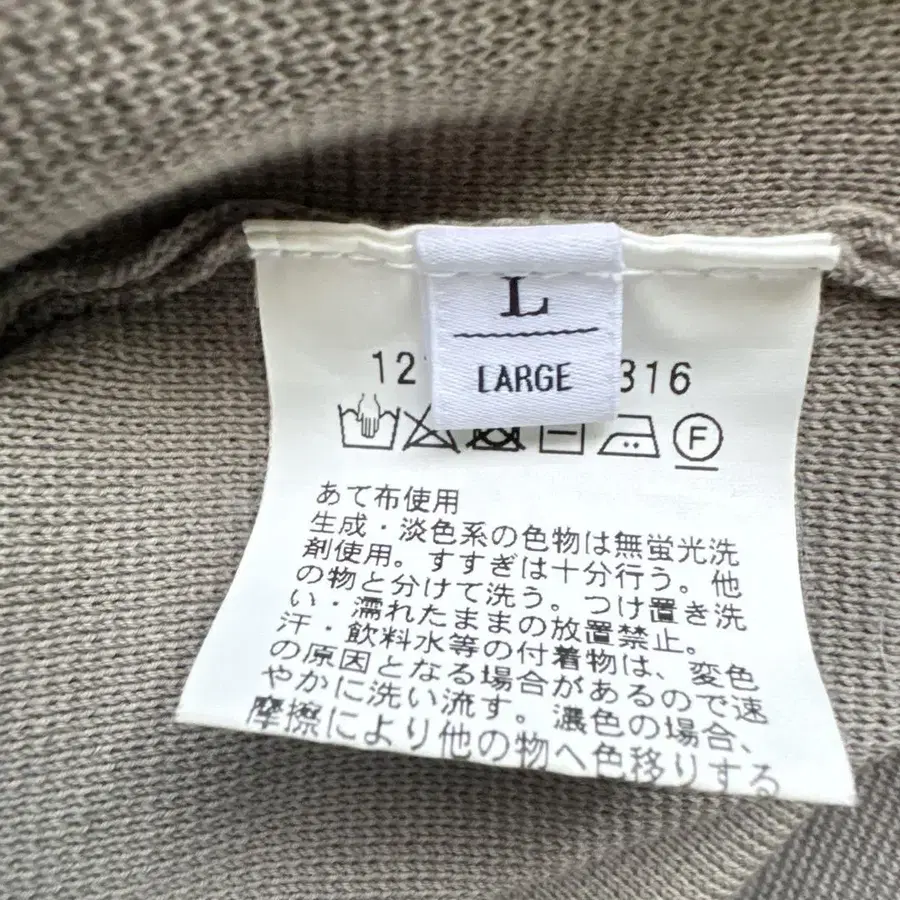 L
LARGE
12 316
F
あて布使用
生成・淡色系の色物は無蛍光洗
剤使用。すすぎは十分行う。他
の物と分けて洗う。つけ置き洗
い・濡れたままの放置禁止。
汗・飲料水等の付着物は、変色
の原因となる場合があるので速
やかに洗い流す。濃色の場合、
摩擦により他の物へ色移りする